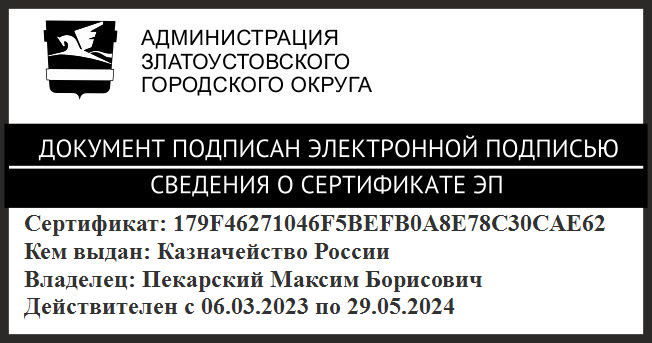 АДМИНИСТРАЦИЯ
ЗЛАТОУСТОВСКОГО
ГОРОДСКОГО ОКРУГА
ДОКУМЕНТ ПОДПИСАН ЭЛЕКТРОННОЙ ПОДПИСЬЮ
СВЕДЕНИЯ О СЕРТИФИКАТЕ ЭП
Сертификат: 179F46271046F5BEFB0A8E78C30CAE62
Кем выдан: Казначейство России
Владелец: Пекарский Максим Борисович
Действителен с 06.03.2023 по 29.05.2024